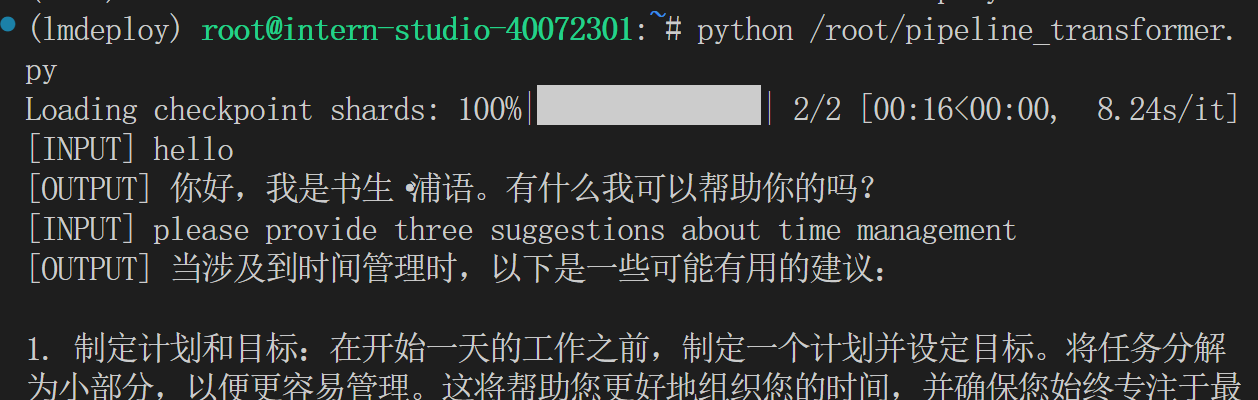 (lmdeploy) root@intern-studio-40072301:~# python /root/pipeline_transformer.
py
Loading checkpoint shards: 100%|██████████████| 2/2 [00:16<00:00,  8.24s/it]
[INPUT] hello
[OUTPUT] 你好，我是书生·浦语。有什么我可以帮助你的吗？
[INPUT] please provide three suggestions about time management
[OUTPUT] 当涉及到时间管理时，以下是一些可能有用的建议：
1. 制定计划和目标：在开始一天的工作之前，制定一个计划并设定目标。将任务分解
为小部分，以便更容易管理。这将帮助您更好地组织您的时间，并确保您始终专注于最